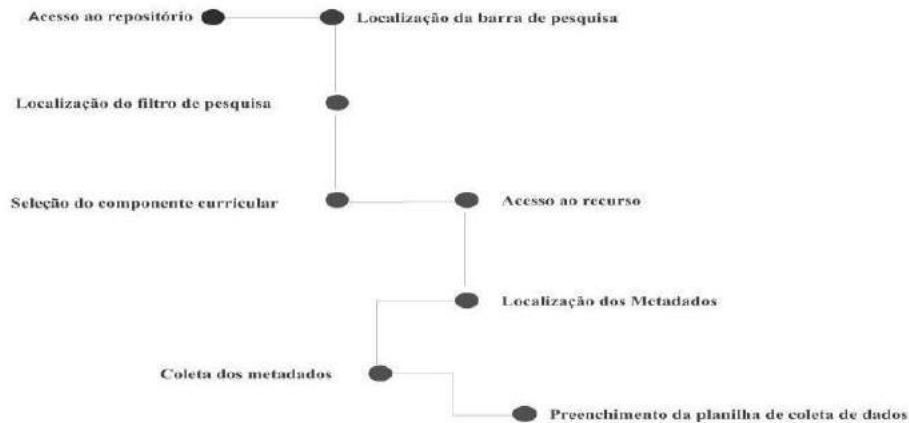 Acesso ao repositório
Localização da barra de pesquisa
Localização do filtro de pesquisa
Seleção do componente curricular
Acesso ao recurso
Localização dos Metadados
Coleta dos metadados
Preenchimento da planilha de coleta de dados